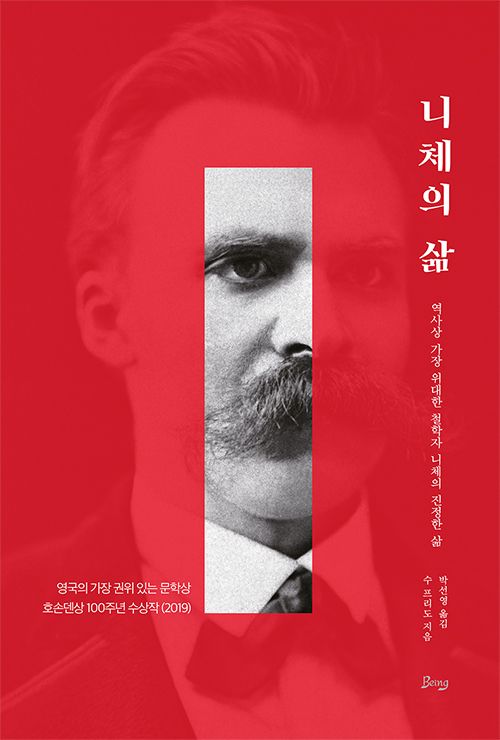 니체의 삶
역사상 가장 위대한 철학자 니체의 진정한 삶
박선영 옮김
수 프리도 지음
영국의 가장 권위 있는 문학상
호손덴상 100주년 수상작 (2019)
Being